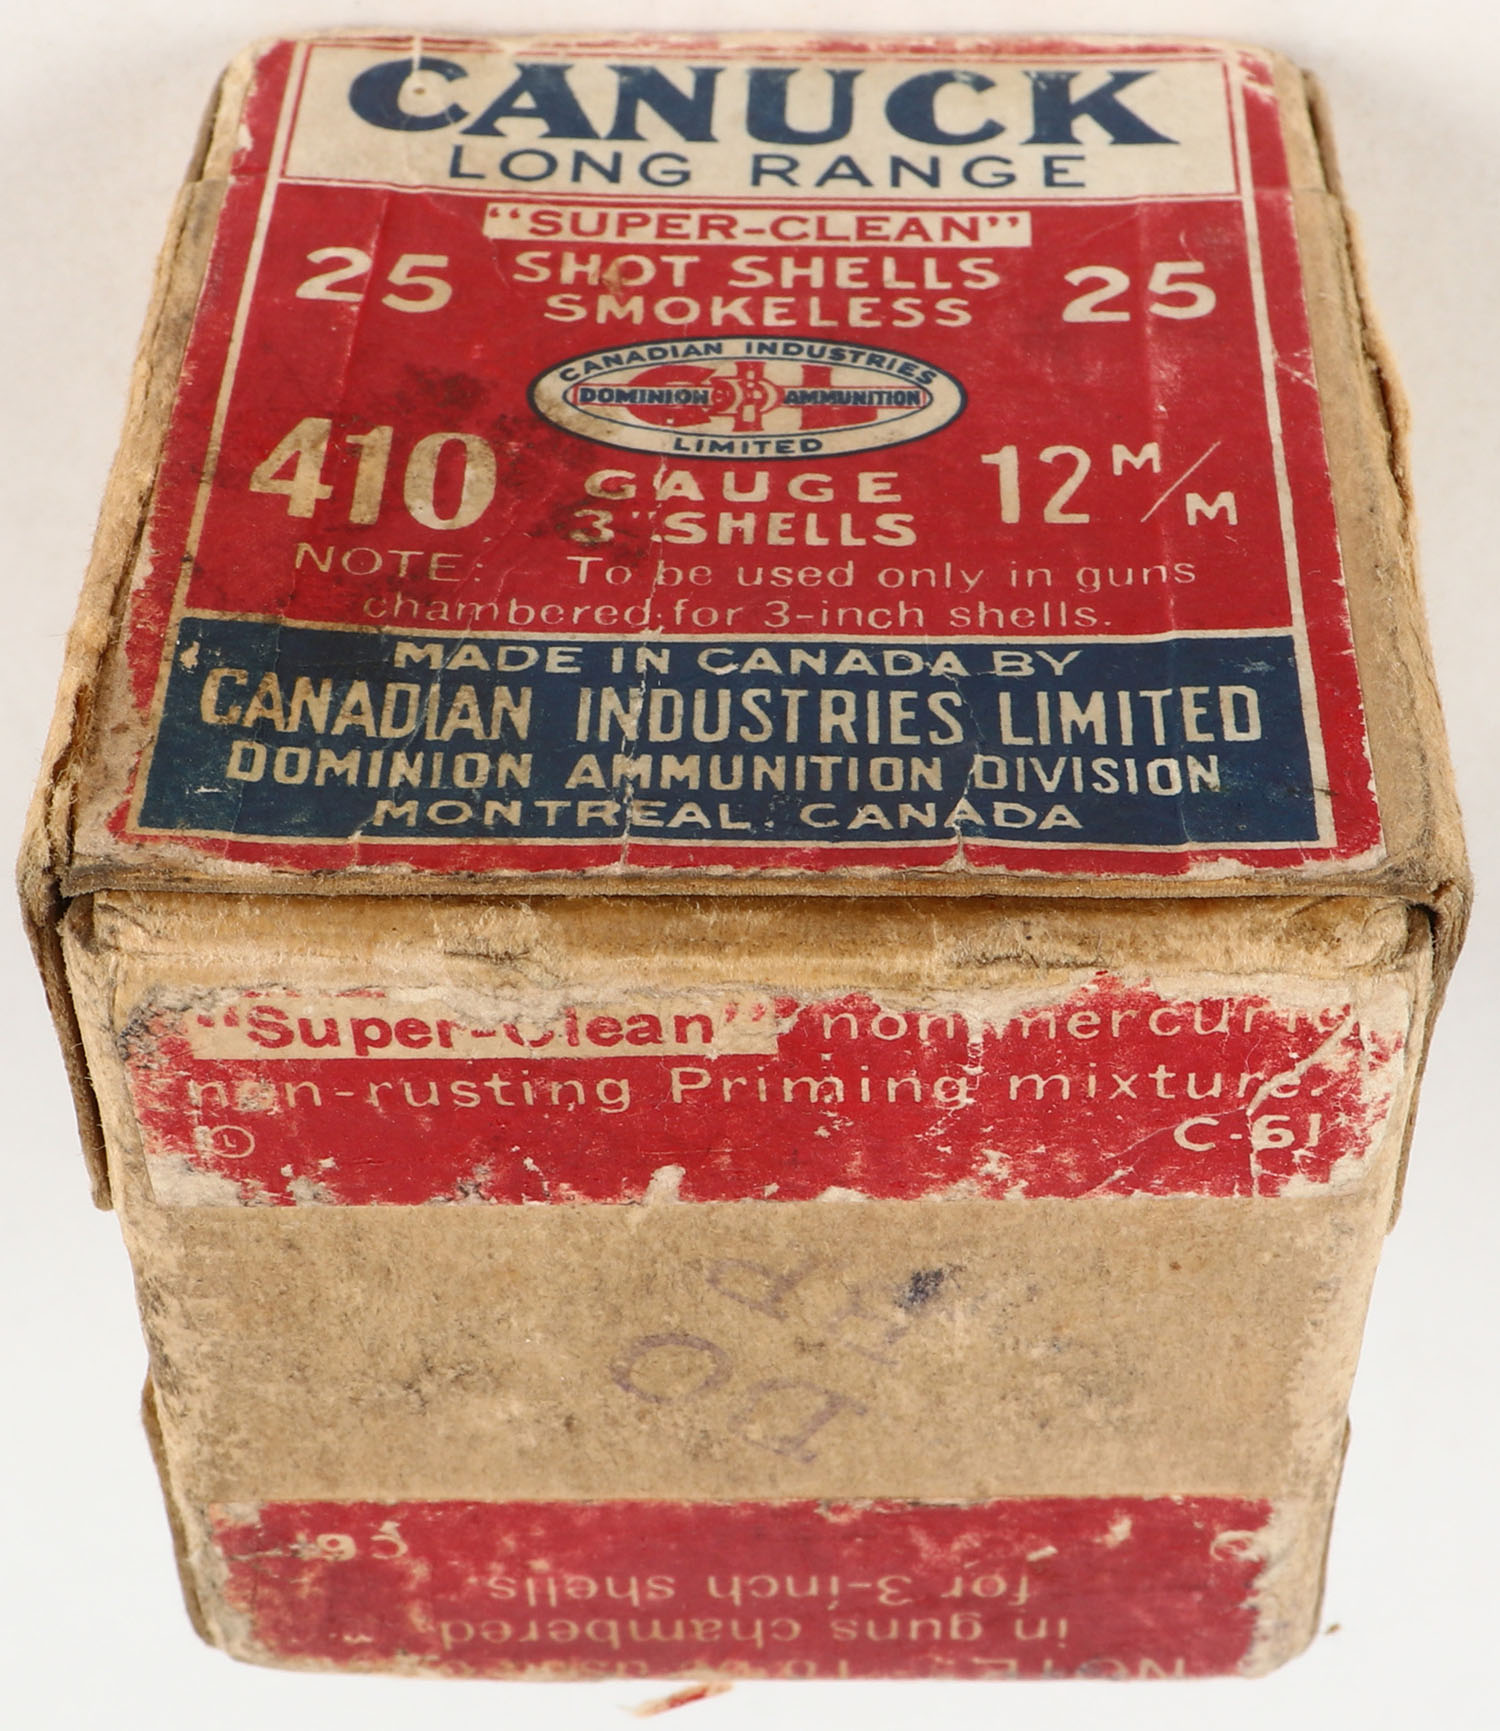 CANUCK
LONG RANGE
"SUPER-CLEAN"
25 SHOT SHELLS 25
SMOKELESS
CANADIAN INDUSTRIES
CIL
DOMINION AMMUNITION
LIMITED
410 GAUGE 12 M/M
3" SHELLS
NOTE: To be used only in guns
chambered for 3-inch shells.
MADE IN CANADA BY
CANADIAN INDUSTRIES LIMITED
DOMINION AMMUNITION DIVISION
MONTREAL. CANADA
"Super-Clean" non-mercuric
non-rusting Priming mixture.
L C-61
in guns chambered
for 3-inch shells.